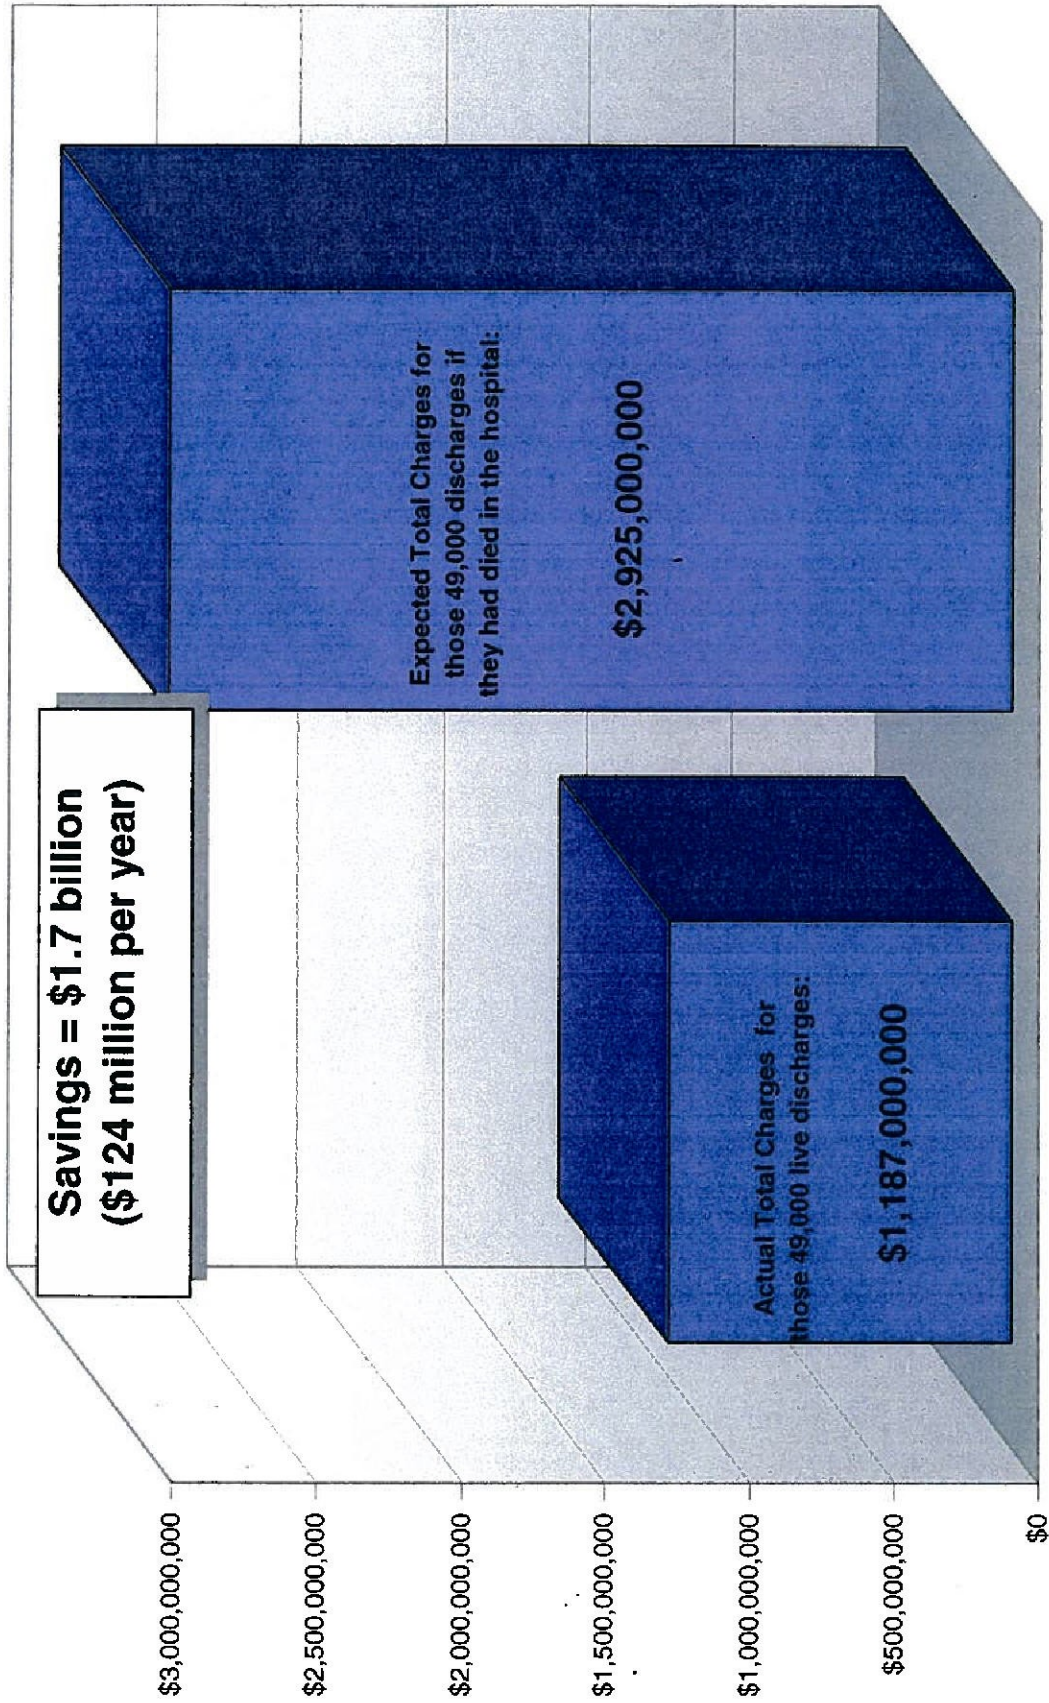 Savings = $1.7 billion
($124 million per year)
$3,000,000,000
$2,500,000,000
$2,000,000,000
$1,500,000,000
$1,000,000,000
$500,000,000
$0
Actual Total Charges for
those 49,000 live discharges:
$1,187,000,000
Expected Total Charges for
those 49,000 discharges if
they had died in the hospital:
$2,925,000,000